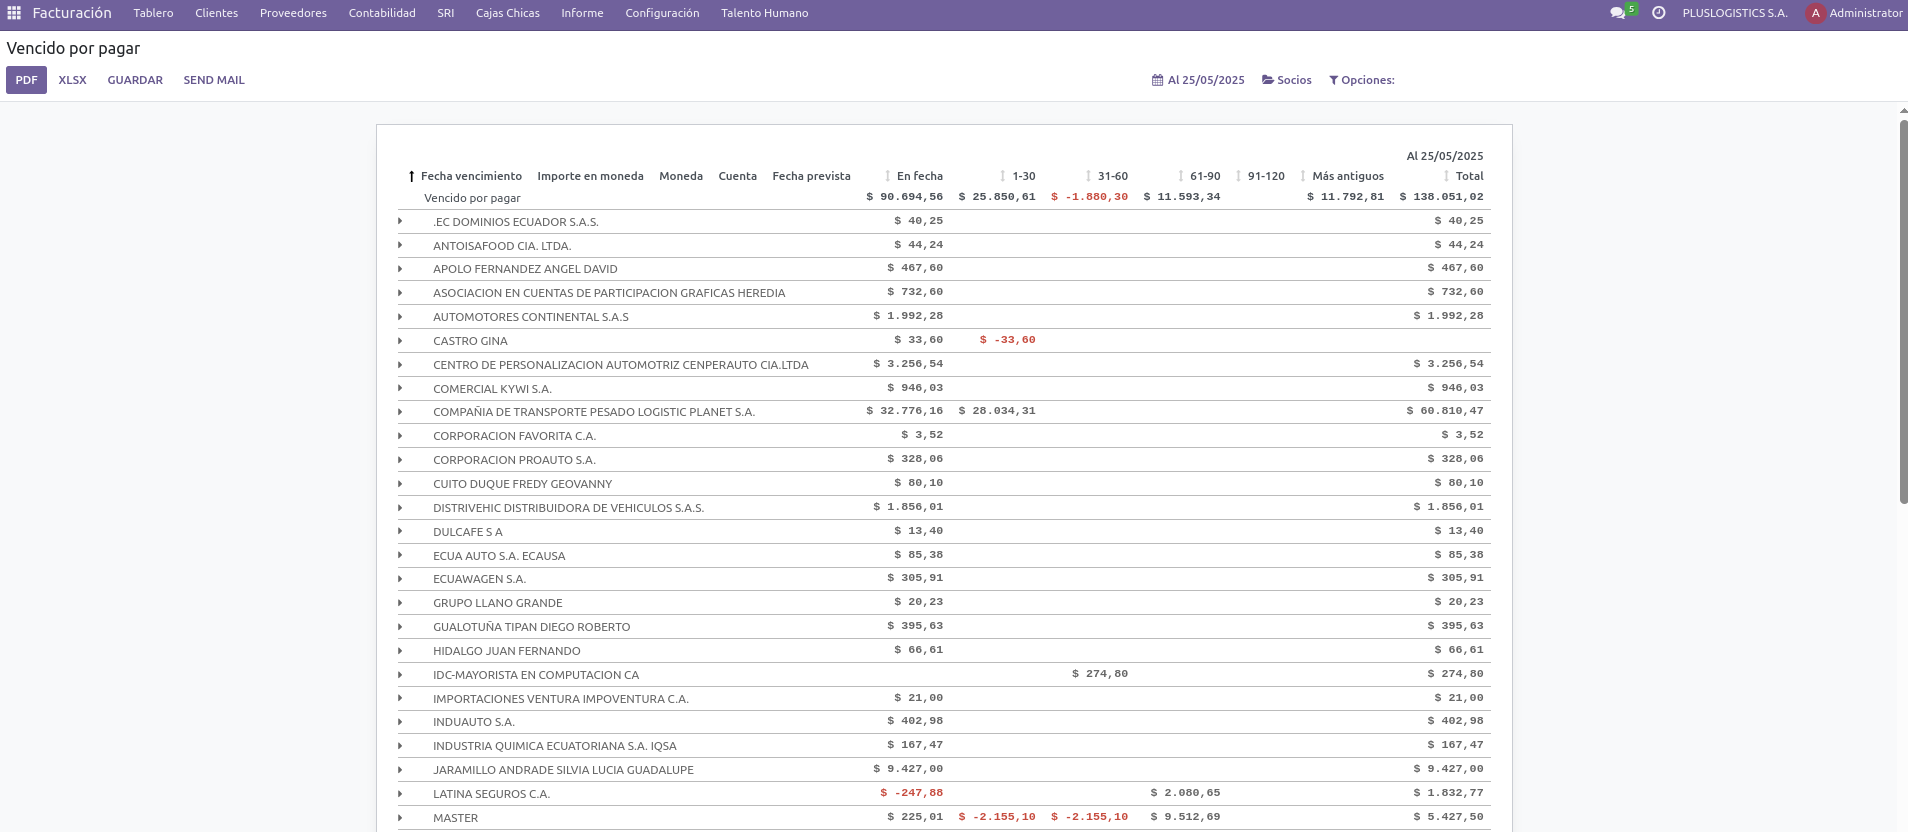 Facturación Tablero Clientes Proveedores Contabilidad SRI Cajas Chicas Informe Configuración Talento Humano 5 PLUSLOGISTICS S.A. A Administrator
Vencido por pagar
PDF XLSX GUARDAR SEND MAIL Al 25/05/2025 Socios Opciones:
Al 25/05/2025
Fecha vencimiento Importe en moneda Moneda Cuenta Fecha prevista En fecha 1-30 31-60 61-90 91-120 Más antiguos Total
Vencido por pagar $ 90.694,56 $ 25.850,61 $ -1.880,30 $ 11.593,34 $ 11.792,81 $ 138.051,02
.EC DOMINIOS ECUADOR S.A.S. $ 40,25 $ 40,25
ANTOISAFOOD CIA. LTDA. $ 44,24 $ 44,24
APOLO FERNANDEZ ANGEL DAVID $ 467,60 $ 467,60
ASOCIACION EN CUENTAS DE PARTICIPACION GRAFICAS HEREDIA $ 732,60 $ 732,60
AUTOMOTORES CONTINENTAL S.A.S $ 1.992,28 $ 1.992,28
CASTRO GINA $ 33,60 $ -33,60
CENTRO DE PERSONALIZACION AUTOMOTRIZ CENPERAUTO CIA.LTDA $ 3.256,54 $ 3.256,54
COMERCIAL KYWI S.A. $ 946,03 $ 946,03
COMPAÑIA DE TRANSPORTE PESADO LOGISTIC PLANET S.A. $ 32.776,16 $ 28.034,31 $ 60.810,47
CORPORACION FAVORITA C.A. $ 3,52 $ 3,52
CORPORACION PROAUTO S.A. $ 328,06 $ 328,06
CUITO DUQUE FREDY GEOVANNY $ 80,10 $ 80,10
DISTRIVEHIC DISTRIBUIDORA DE VEHICULOS S.A.S. $ 1.856,01 $ 1.856,01
DULCAFE S A $ 13,40 $ 13,40
ECUA AUTO S.A. ECAUSA $ 85,38 $ 85,38
ECUAWAGEN S.A. $ 305,91 $ 305,91
GRUPO LLANO GRANDE $ 20,23 $ 20,23
GUALOTUÑA TIPAN DIEGO ROBERTO $ 395,63 $ 395,63
HIDALGO JUAN FERNANDO $ 66,61 $ 66,61
IDC-MAYORISTA EN COMPUTACION CA $ 274,80 $ 274,80
IMPORTACIONES VENTURA IMPOVENTURA C.A. $ 21,00 $ 21,00
INDUAUTO S.A. $ 402,98 $ 402,98
INDUSTRIA QUIMICA ECUATORIANA S.A. IQSA $ 167,47 $ 167,47
JARAMILLO ANDRADE SILVIA LUCIA GUADALUPE $ 9.427,00 $ 9.427,00
LATINA SEGUROS C.A. $ -247,88 $ 2.080,65 $ 1.832,77
MASTER $ 225,01 $ -2.155,10 $ -2.155,10 $ 9.512,69 $ 5.427,50